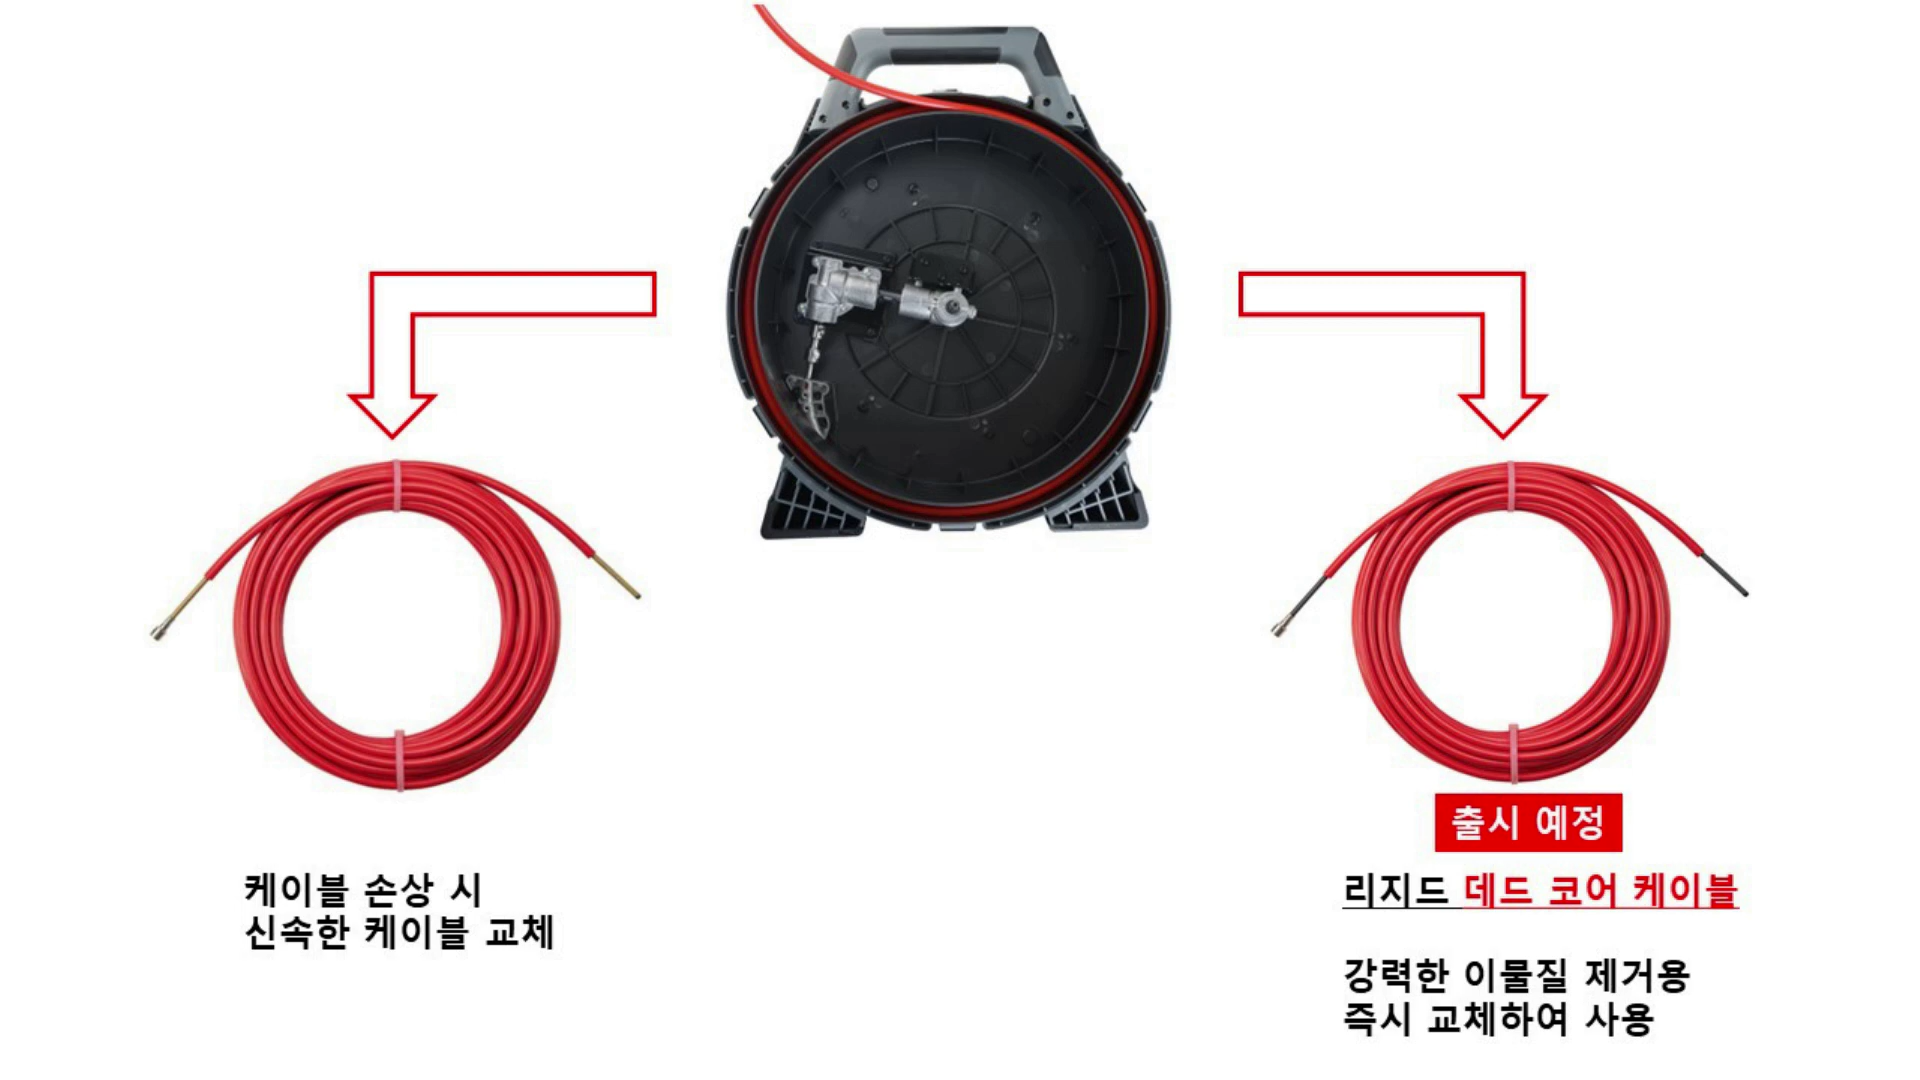 케이블 손상 시
신속한 케이블 교체
출시 예정
리지드 데드 코어 케이블
강력한 이물질 제거용
즉시 교체하여 사용